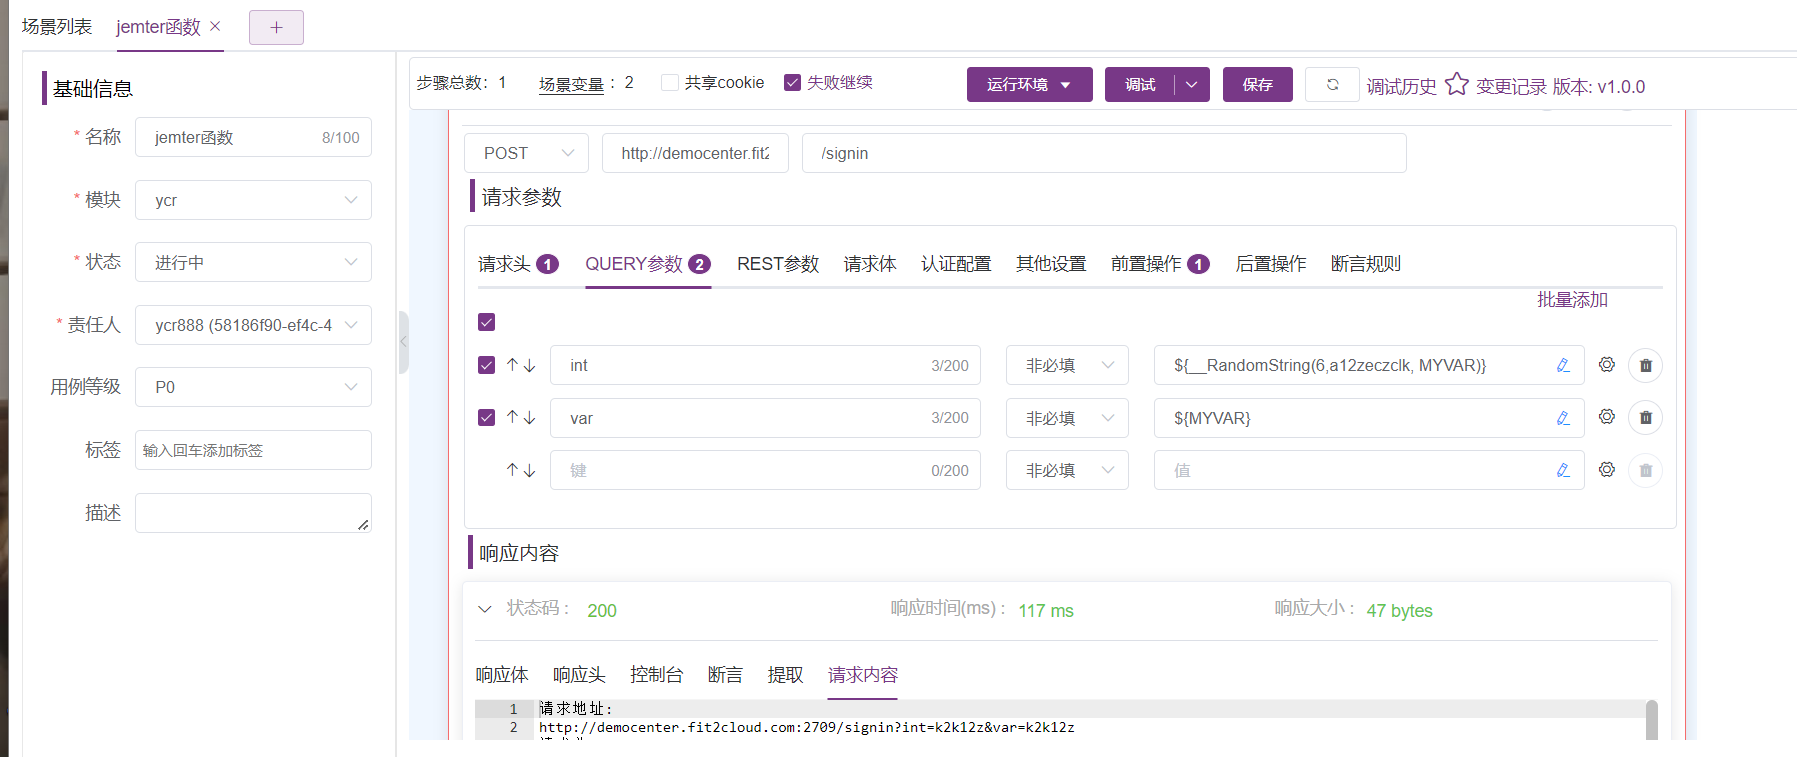 场景列表 jemter函数 × +
基础信息
* 名称 jemter函数 8/100
* 模块 ycr
* 状态 进行中
* 责任人 ycr888 (58186f90-ef4c-4
用例等级 P0
标签 输入回车添加标签
描述
步骤总数：1 场景变量：2 共享cookie 失败继续 运行环境 调试 保存 调试历史 变更记录 版本: v1.0.0
POST http://democenter.fit2 /signin
请求参数
请求头 1 QUERY参数 2 REST参数 请求体 认证配置 其他设置 前置操作 1 后置操作 断言规则
批量添加
int 3/200 非必填 ${__RandomString(6,a12zeczclk, MYVAR)}
var 3/200 非必填 ${MYVAR}
键 0/200 非必填 值
响应内容
状态码： 200 响应时间(ms)： 117 ms 响应大小： 47 bytes
响应体 响应头 控制台 断言 提取 请求内容
1 请求地址:
2 http://democenter.fit2cloud.com:2709/signin?int=k2k12z&var=k2k12z